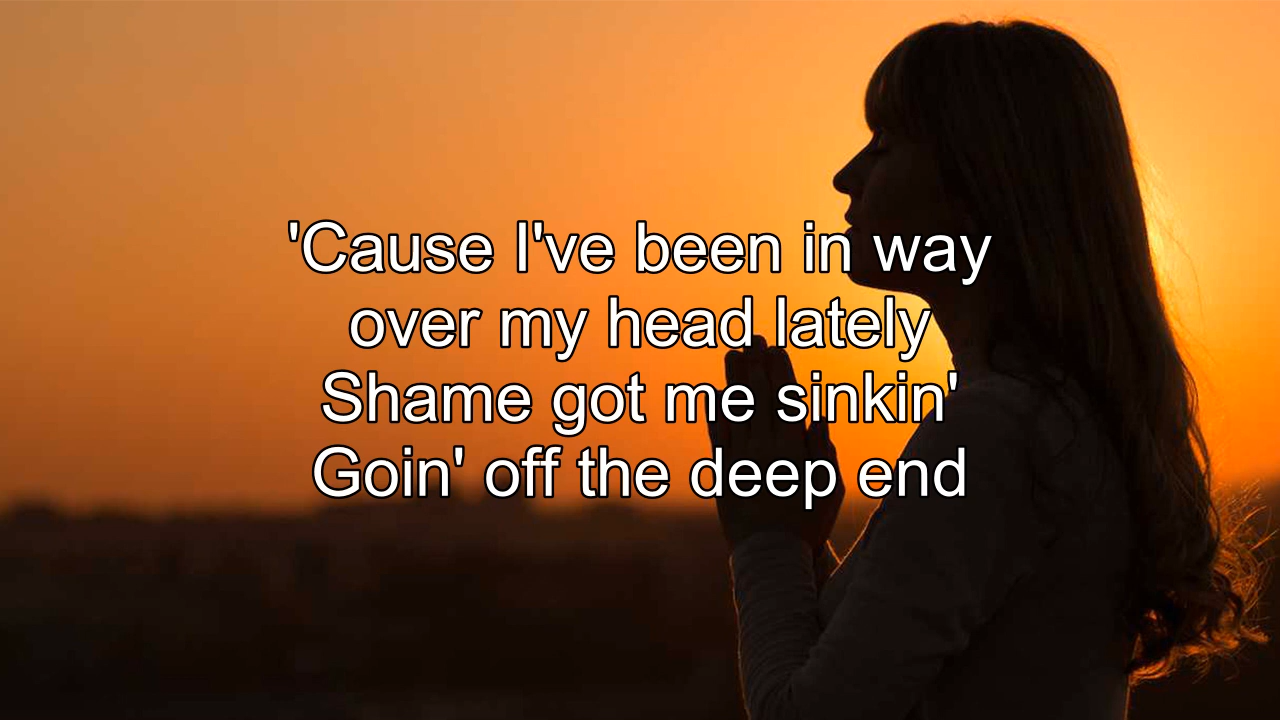 'Cause I've been in way
over my head lately
Shame got me sinkin'
Goin' off the deep end